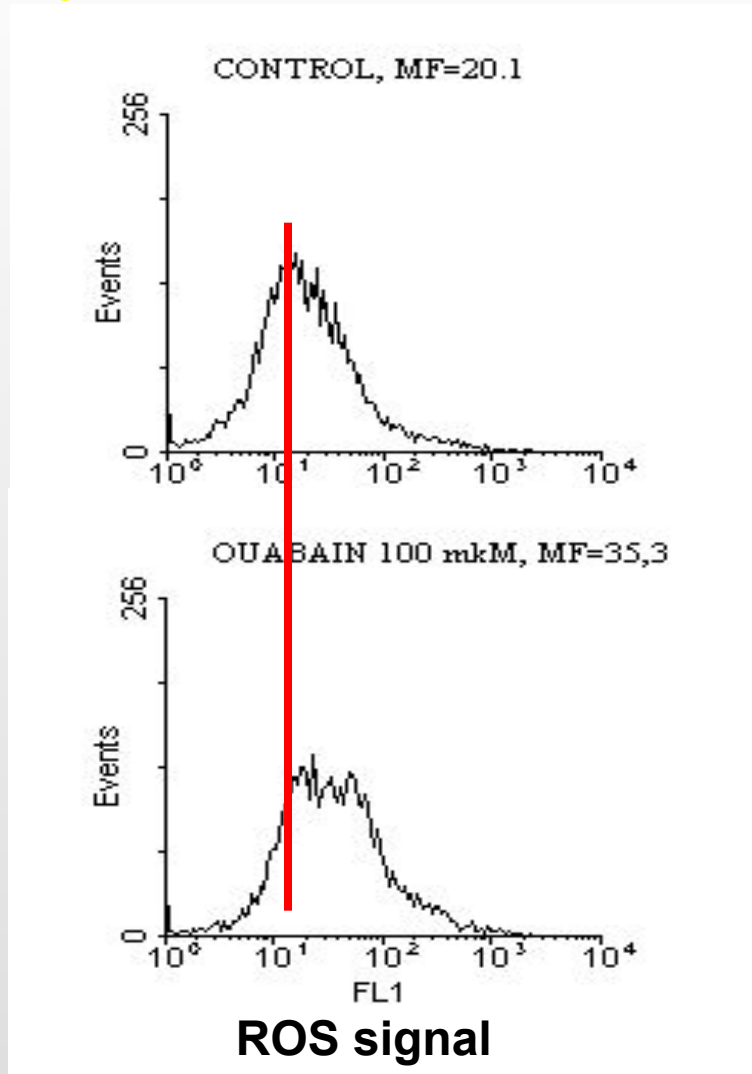 CONTROL, MF=20.1
256
Events
0
10⁰ 10¹ 10² 10³ 10⁴
OUABAIN 100 mkM, MF=35,3
256
Events
0
10⁰ 10¹ 10² 10³ 10⁴
FL1
ROS signal